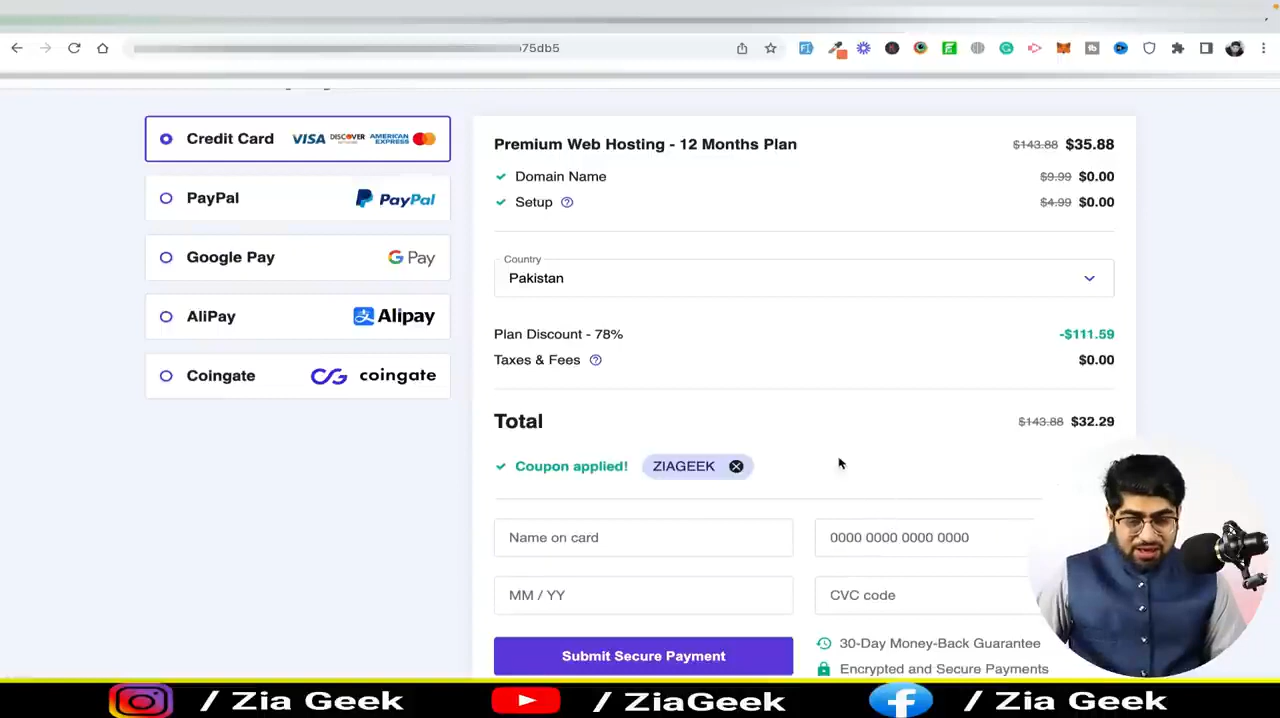 75db5
Credit Card VISA DISCOVER AMERICAN EXPRESS
PayPal PayPal
Google Pay G Pay
AliPay Alipay
Coingate coingate
Premium Web Hosting - 12 Months Plan $143.88 $35.88
Domain Name $9.99 $0.00
Setup $4.99 $0.00
Country
Pakistan
Plan Discount - 78% -$111.59
Taxes & Fees $0.00
Total $143.88 $32.29
Coupon applied! ZIAGEEK
Name on card 0000 0000 0000 0000
MM / YY CVC code
Submit Secure Payment
30-Day Money-Back Guarantee
Encrypted and Secure Payments
/ Zia Geek / ZiaGeek / Zia Geek